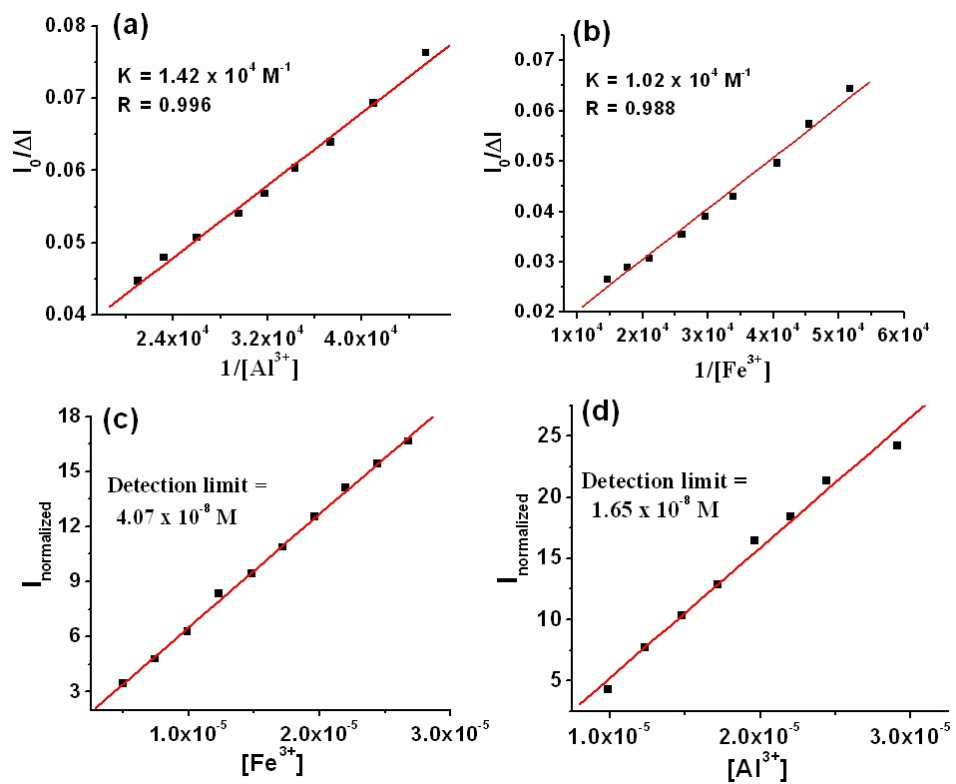 (a)
K = 1.42 x 10⁴ M⁻¹
R = 0.996
0.08
0.07
0.06
0.05
0.04
I₀/ΔI
2.4x10⁴ 3.2x10⁴ 4.0x10⁴
1/[Al³⁺]
(b)
K = 1.02 x 10⁴ M⁻¹
R = 0.988
0.07
0.06
0.05
0.04
0.03
0.02
I₀/ΔI
1x10⁴ 2x10⁴ 3x10⁴ 4x10⁴ 5x10⁴ 6x10⁴
1/[Fe³⁺]
(c)
Detection limit =
4.07 x 10⁻⁸ M
18
15
12
9
6
3
I normalized
1.0x10⁻⁵ 2.0x10⁻⁵ 3.0x10⁻⁵
[Fe³⁺]
(d)
Detection limit =
1.65 x 10⁻⁸ M
25
20
15
10
5
I normalized
1.0x10⁻⁵ 2.0x10⁻⁵ 3.0x10⁻⁵
[Al³⁺]